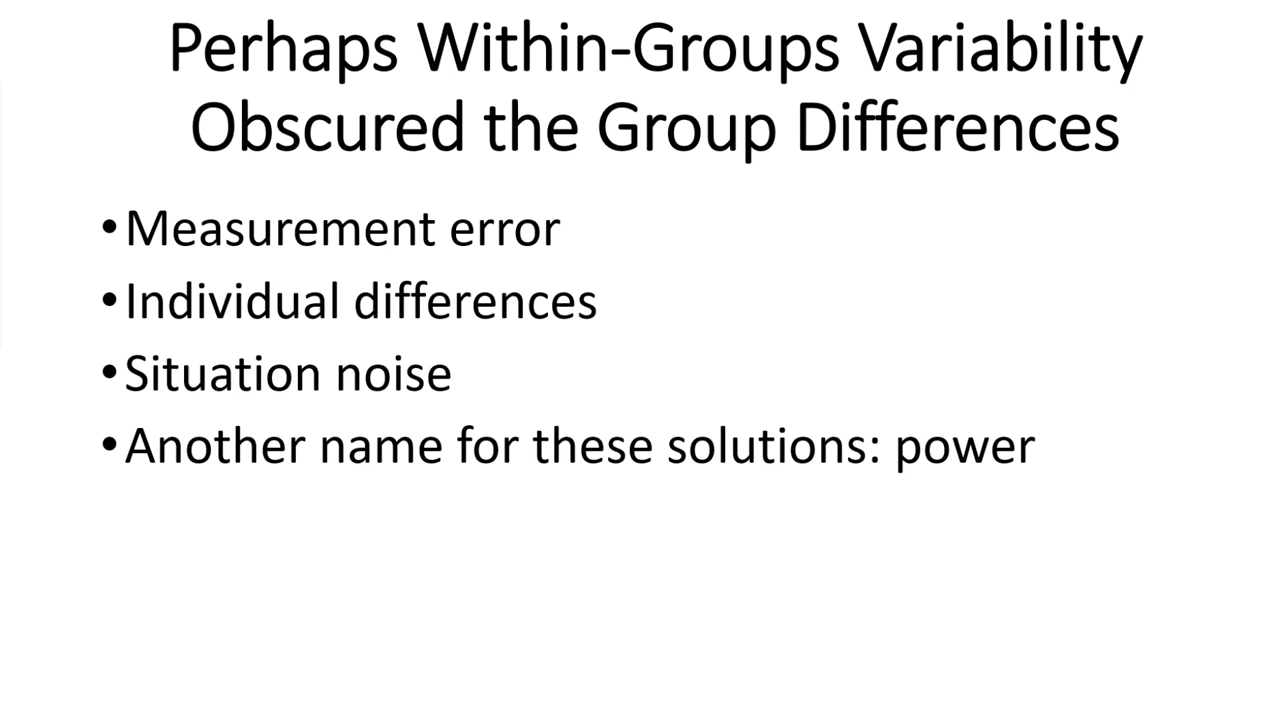 Perhaps Within-Groups Variability
Obscured the Group Differences
•Measurement error
•Individual differences
•Situation noise
•Another name for these solutions: power